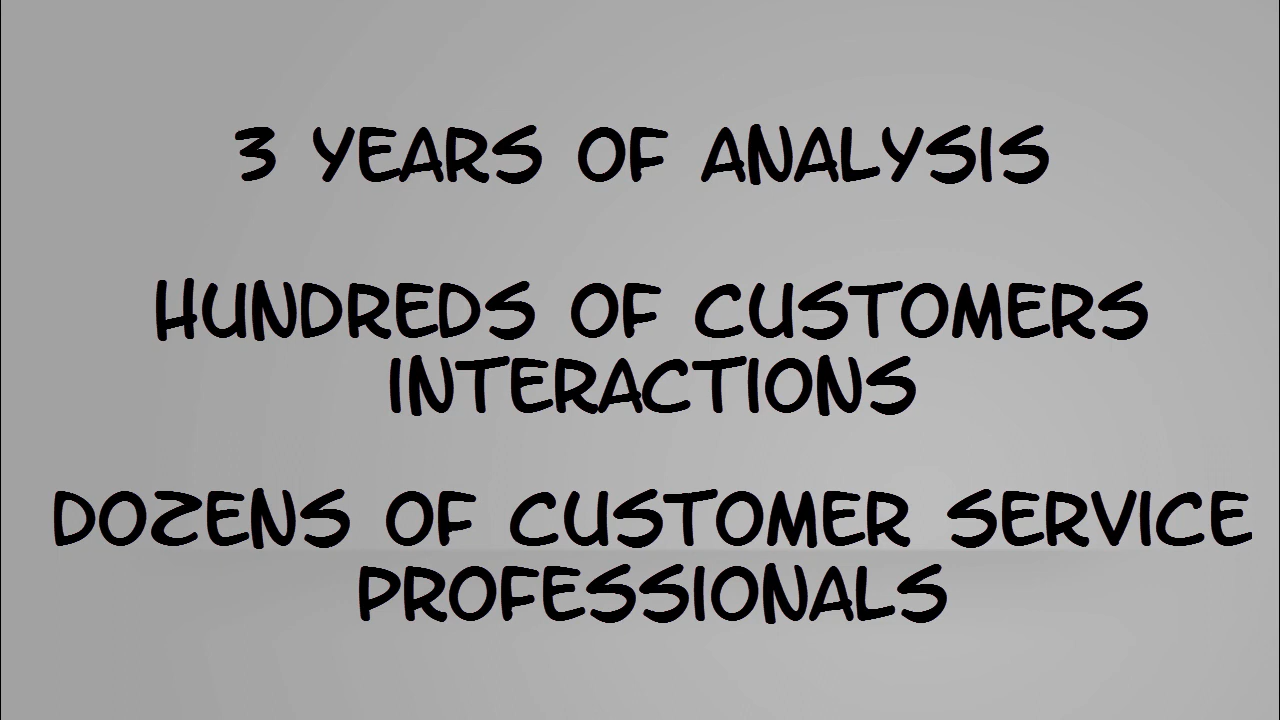 3 YEARS OF ANALYSIS
HUNDREDS OF CUSTOMERS
INTERACTIONS
DOZENS OF CUSTOMER SERVICE
PROFESSIONALS